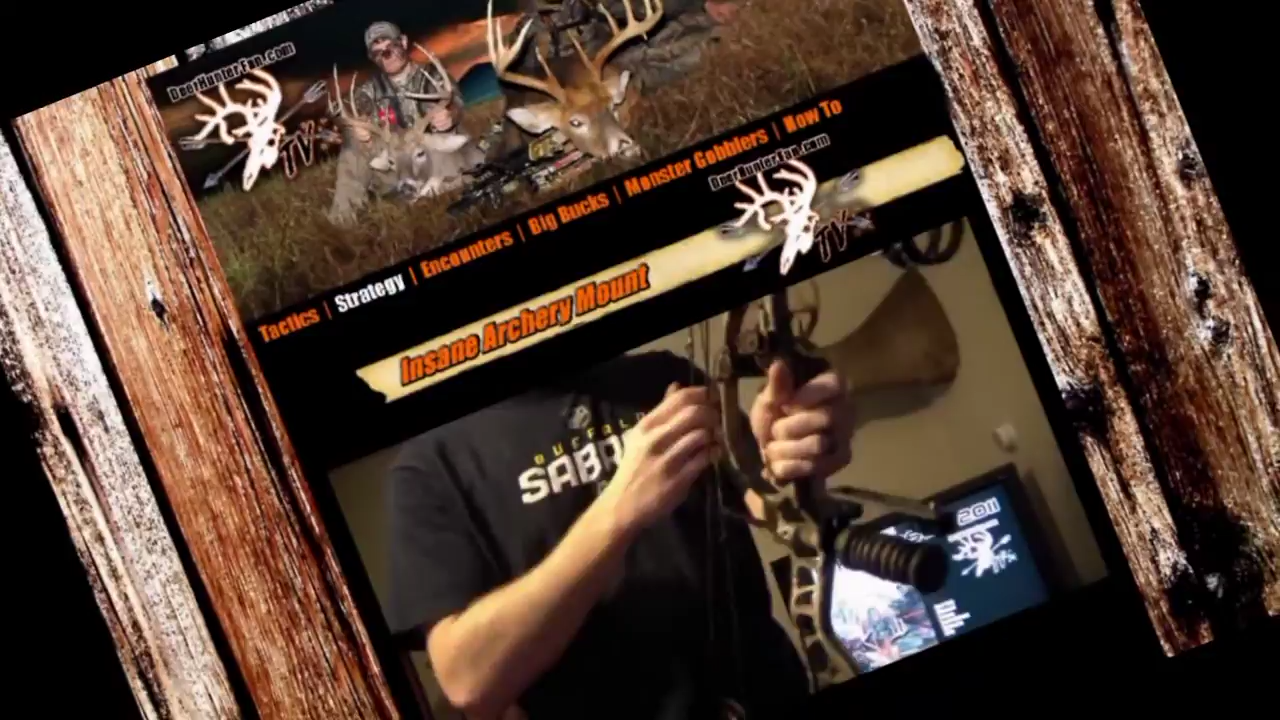 DeerHunterFan.com
TV
Tactics | Strategy | Encounters | Big Bucks | Monster Gobblers | How To
DeerHunterFan.com
TV
Insane Archery Mount
BUFFALO
SABR
2011